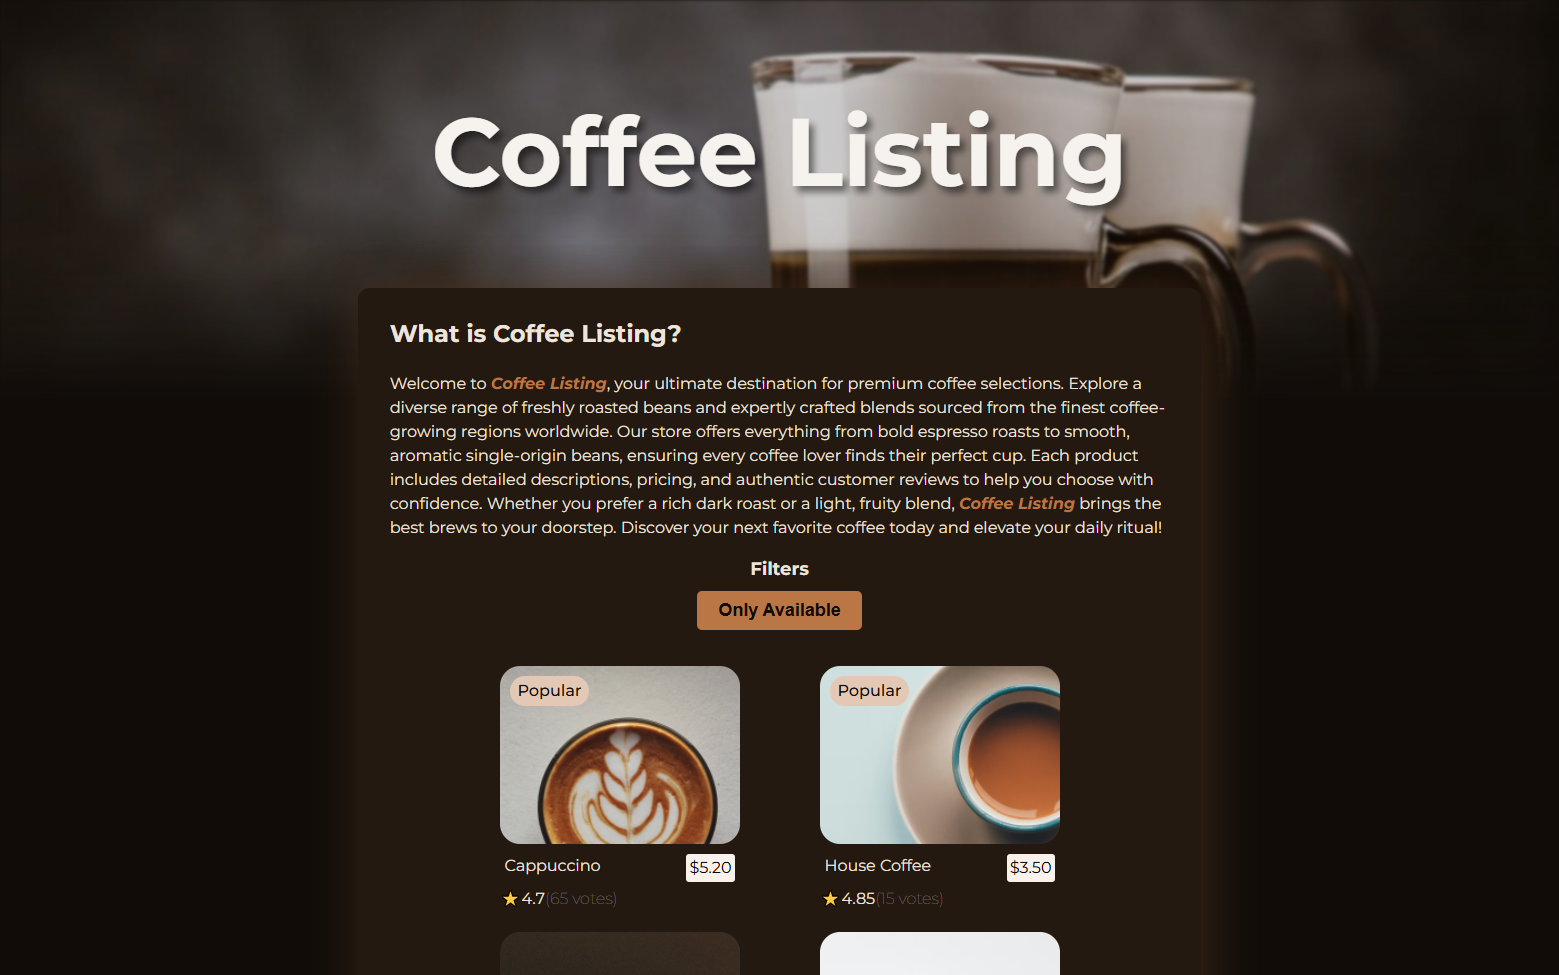 Coffee Listing
What is Coffee Listing?
Welcome to Coffee Listing, your ultimate destination for premium coffee selections. Explore a
diverse range of freshly roasted beans and expertly crafted blends sourced from the finest coffee-
growing regions worldwide. Our store offers everything from bold espresso roasts to smooth,
aromatic single-origin beans, ensuring every coffee lover finds their perfect cup. Each product
includes detailed descriptions, pricing, and authentic customer reviews to help you choose with
confidence. Whether you prefer a rich dark roast or a light, fruity blend, Coffee Listing brings the
best brews to your doorstep. Discover your next favorite coffee today and elevate your daily ritual!
Filters
Only Available
Popular
Cappuccino $5.20
4.7(65 votes)
Popular
House Coffee $3.50
4.85(15 votes)